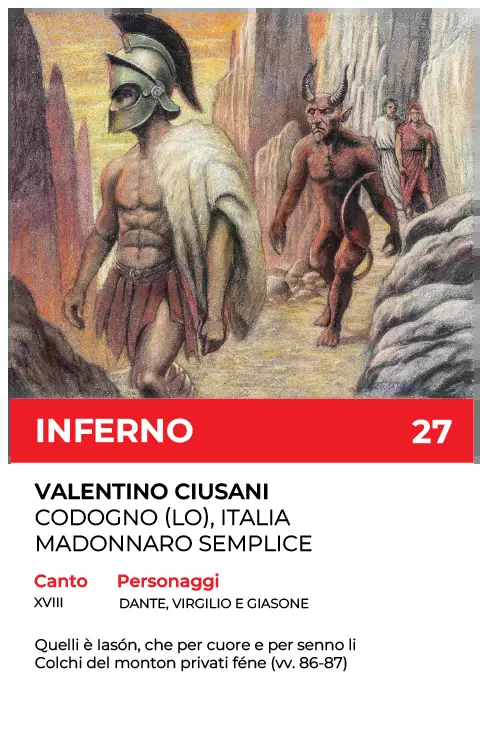 INFERNO 27
VALENTINO CIUSANI
CODOGNO (LO), ITALIA
MADONNARO SEMPLICE
Canto Personaggi
XVIII DANTE, VIRGILIO E GIASONE
Quelli è Iasón, che per cuore e per senno li
Colchi del monton privati féne (vv. 86-87)